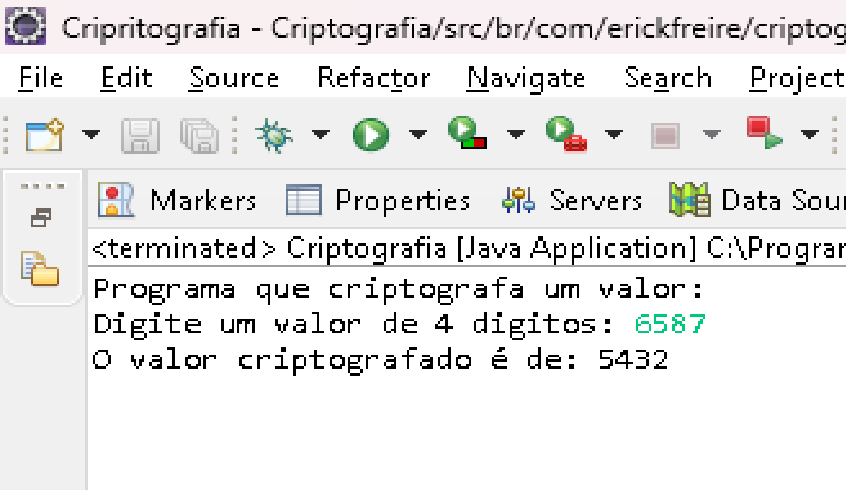 Cripritografia - Criptografia/src/br/com/erickfreire/criptog
File Edit Source Refactor Navigate Search Project
Markers Properties Servers Data Sour
<terminated> Criptografia [Java Application] C:\Program
Programa que criptografa um valor:
Digite um valor de 4 digitos: 6587
O valor criptografado é de: 5432